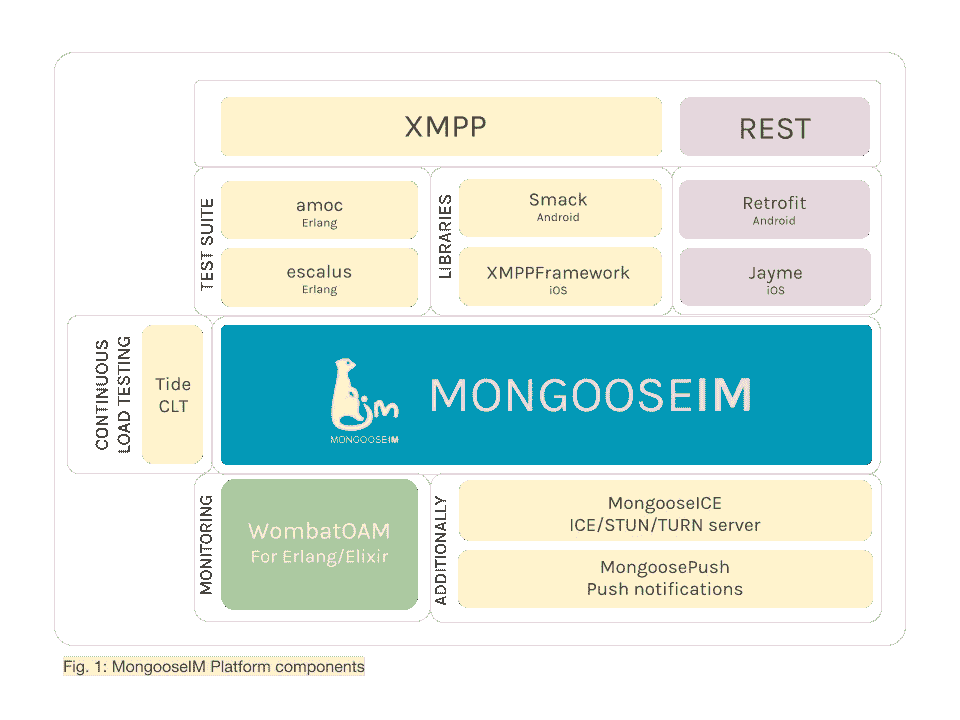 XMPP
REST
TEST SUITE
amoc
Erlang
escalus
Erlang
LIBRARIES
Smack
Android
XMPPFramework
iOS
Retrofit
Android
Jayme
iOS
CONTINUOUS
LOAD TESTING
Tide
CLT
im
MONGOOSEIM
MONGOOSEIM
MONITORING
WombatOAM
For Erlang/Elixir
ADDITIONALLY
MongooseICE
ICE/STUN/TURN server
MongoosePush
Push notifications
Fig. 1: MongooseIM Platform components